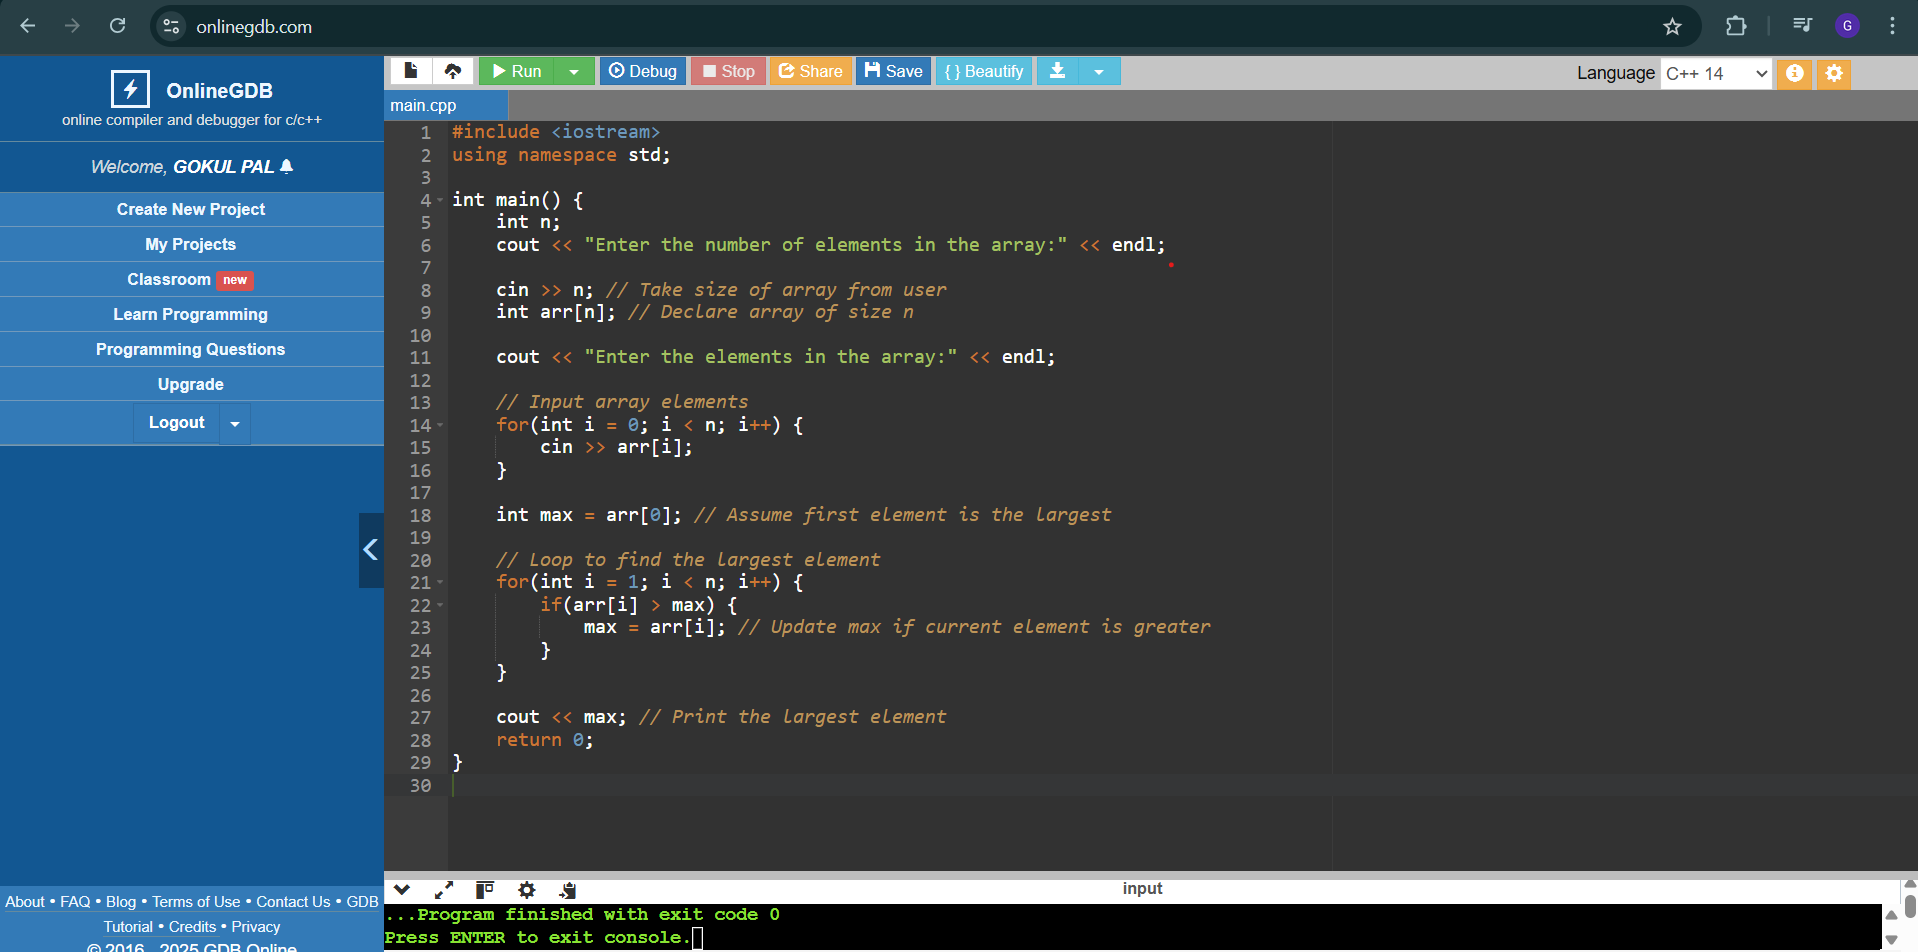 onlinegdb.com
G
OnlineGDB
online compiler and debugger for c/c++
Welcome, GOKUL PAL
Create New Project
My Projects
Classroom new
Learn Programming
Programming Questions
Upgrade
Logout
About • FAQ • Blog • Terms of Use • Contact Us • GDB
Tutorial • Credits • Privacy
© 2016 - 2025 GDB Online
Run Debug Stop Share Save { } Beautify
Language C++ 14
main.cpp
1 #include <iostream>
2 using namespace std;
3
4 int main() {
5 int n;
6 cout << "Enter the number of elements in the array:" << endl;
7
8 cin >> n; // Take size of array from user
9 int arr[n]; // Declare array of size n
10
11 cout << "Enter the elements in the array:" << endl;
12
13 // Input array elements
14 for(int i = 0; i < n; i++) {
15 cin >> arr[i];
16 }
17
18 int max = arr[0]; // Assume first element is the largest
19
20 // Loop to find the largest element
21 for(int i = 1; i < n; i++) {
22 if(arr[i] > max) {
23 max = arr[i]; // Update max if current element is greater
24 }
25 }
26
27 cout << max; // Print the largest element
28 return 0;
29 }
30
input
...Program finished with exit code 0
Press ENTER to exit console.